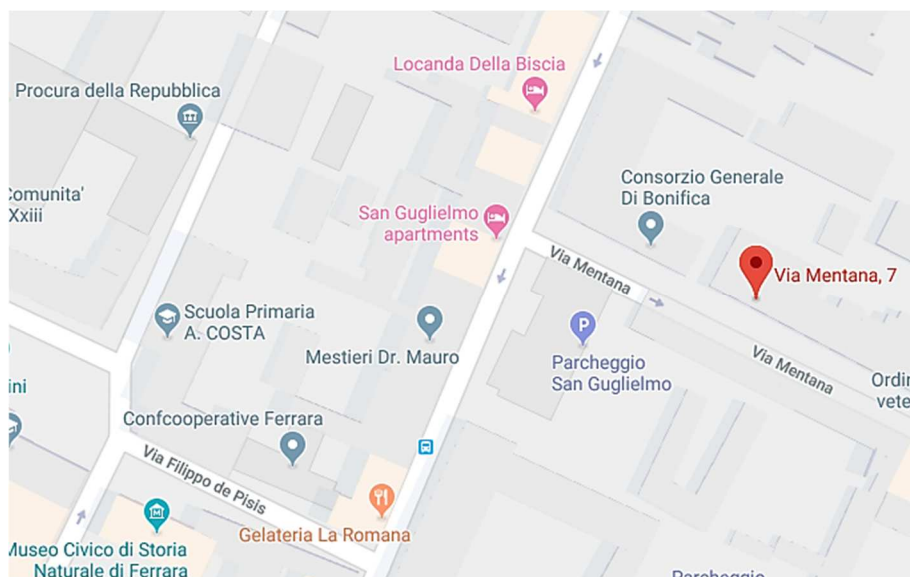 Locanda Della Biscia
Procura della Repubblica
Consorzio Generale
Di Bonifica
Comunita'
Xxiii
San Guglielmo
apartments
Via Mentana
Via Mentana, 7
Scuola Primaria
A. COSTA
Mestieri Dr. Mauro
P
Parcheggio
San Guglielmo
Via Mentana
Ordin
vete
ini
Confcooperative Ferrara
Via Filippo de Pisis
M
Gelateria La Romana
Museo Civico di Storia
Naturale di Ferrara
Parcheggio